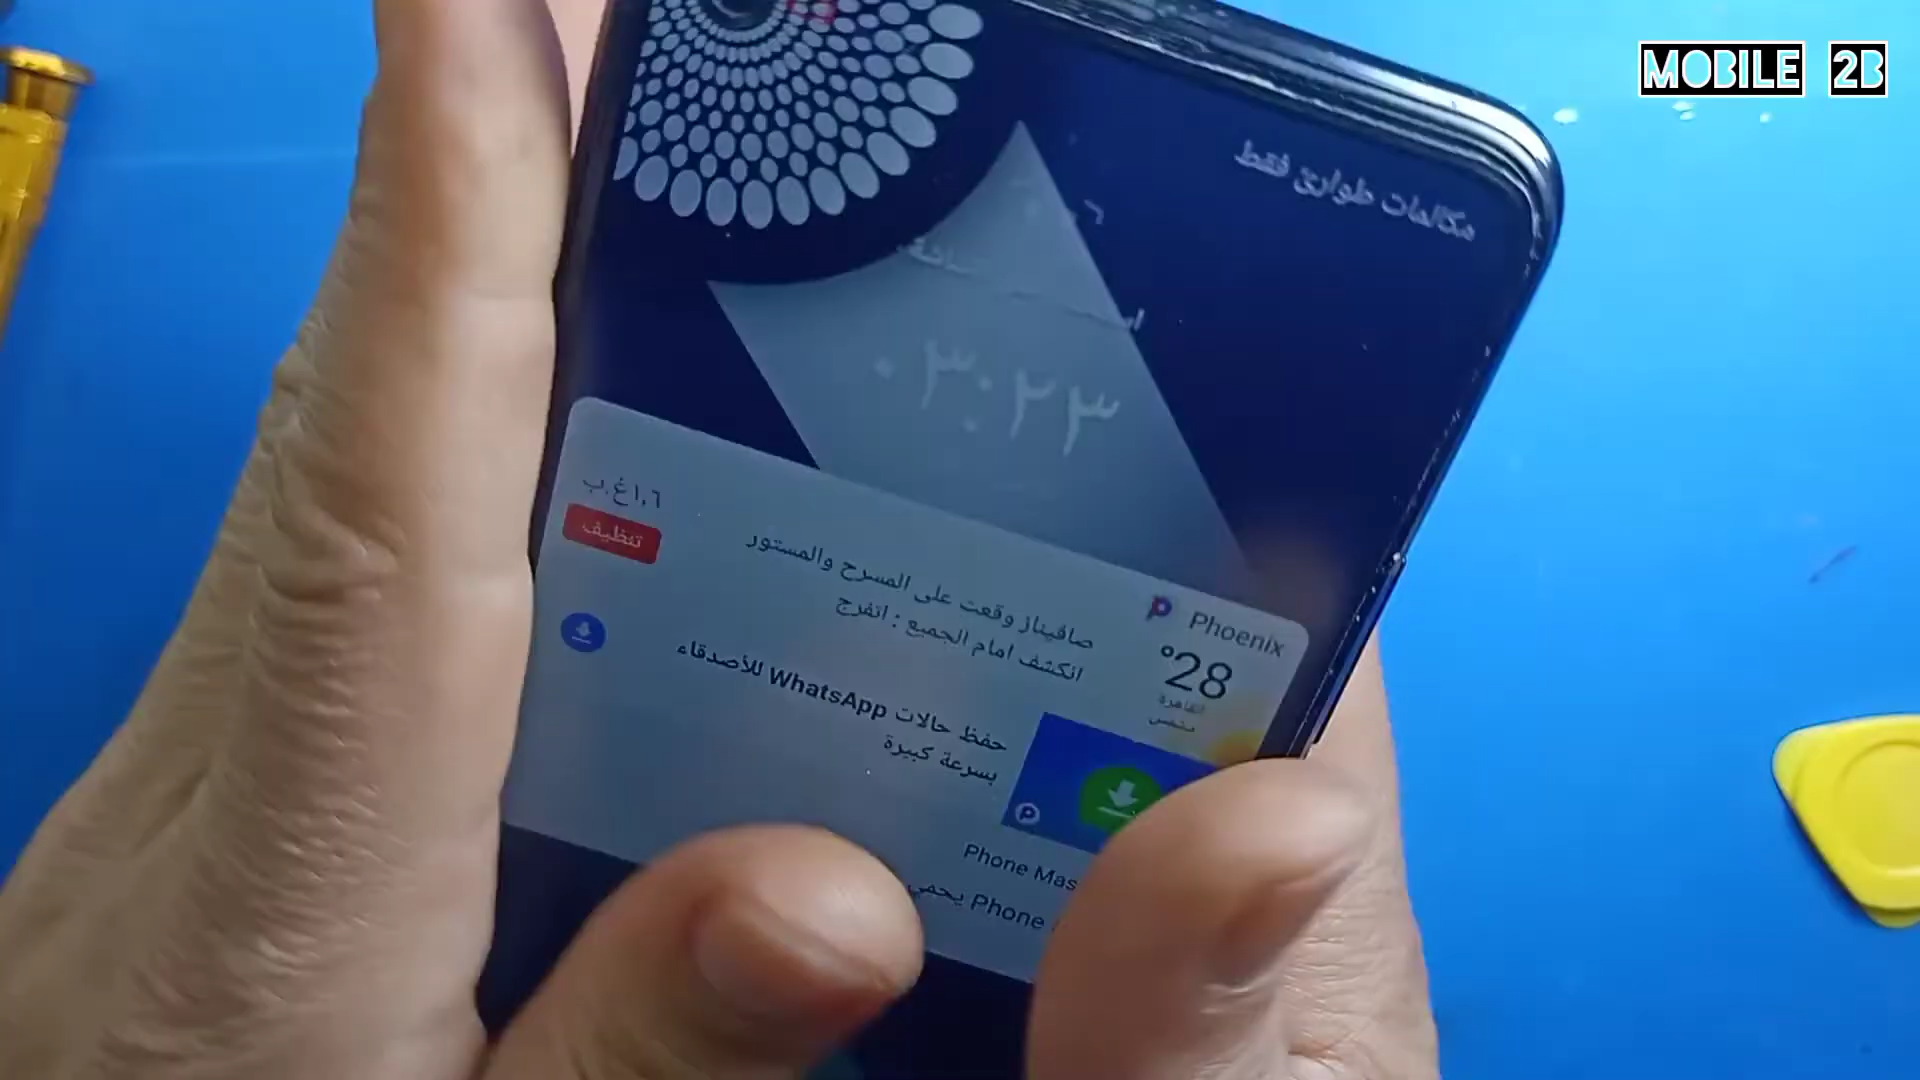 MOBILE 2B
مكالمات طوارئ فقط
٠٣:٢٣
Phoenix
°28
القاهرة
مشمس
صافيناز وقعت على المسرح والمستور
انكشف امام الجميع : اتفرج
١,٦غ.ب
تنظيف
حفظ حالات WhatsApp للأصدقاء
بسرعة كبيرة
Phone Mas
Phone يحمي